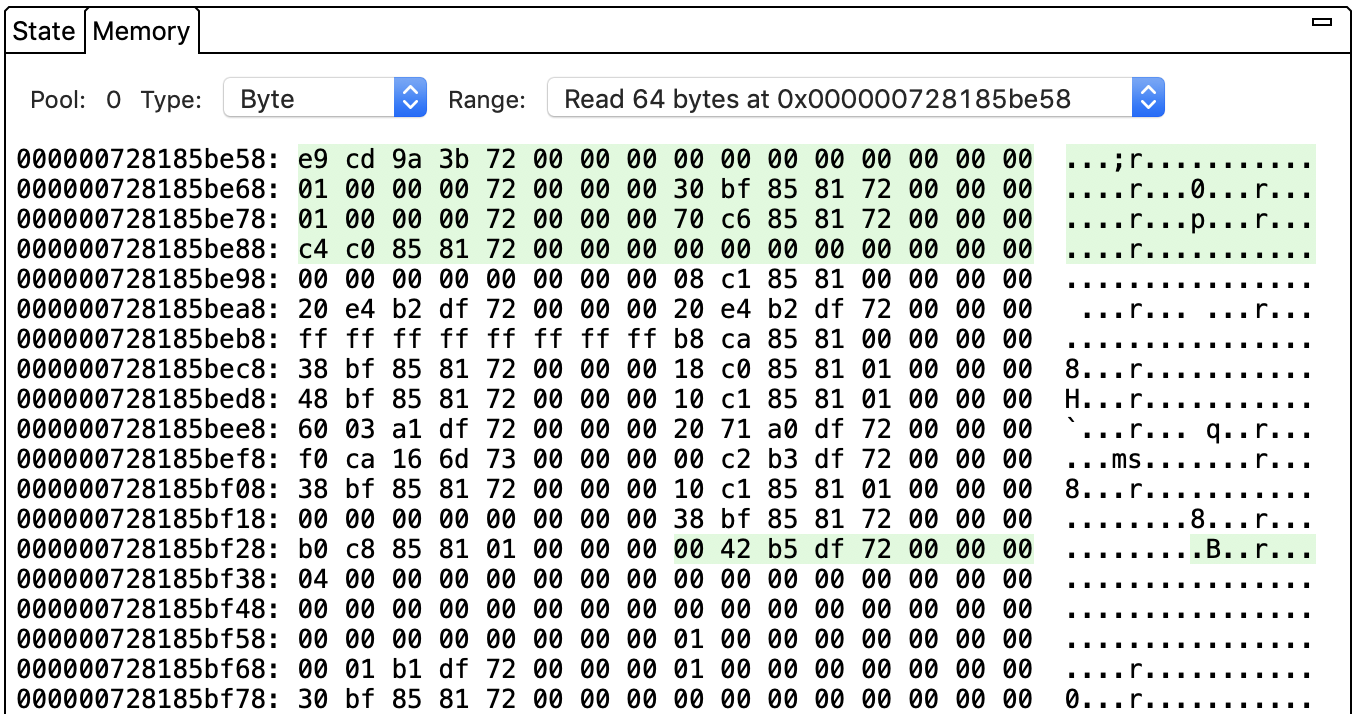 State Memory
Pool: 0 Type: Byte Range: Read 64 bytes at 0x000000728185be58
000000728185be58: e9 cd 9a 3b 72 00 00 00 00 00 00 00 00 00 00 00 ...;r...........
000000728185be68: 01 00 00 00 72 00 00 00 30 bf 85 81 72 00 00 00 ....r...0...r...
000000728185be78: 01 00 00 00 72 00 00 00 70 c6 85 81 72 00 00 00 ....r...p...r...
000000728185be88: c4 c0 85 81 72 00 00 00 00 00 00 00 00 00 00 00 ....r...........
000000728185be98: 00 00 00 00 00 00 00 00 08 c1 85 81 00 00 00 00 ................
000000728185bea8: 20 e4 b2 df 72 00 00 00 20 e4 b2 df 72 00 00 00  ...r... ...r...
000000728185beb8: ff ff ff ff ff ff ff ff b8 ca 85 81 00 00 00 00 ................
000000728185bec8: 38 bf 85 81 72 00 00 00 18 c0 85 81 01 00 00 00 8...r...........
000000728185bed8: 48 bf 85 81 72 00 00 00 10 c1 85 81 01 00 00 00 H...r...........
000000728185bee8: 60 03 a1 df 72 00 00 00 20 71 a0 df 72 00 00 00 `...r... q..r...
000000728185bef8: f0 ca 16 6d 73 00 00 00 00 c2 b3 df 72 00 00 00 ...ms.......r...
000000728185bf08: 38 bf 85 81 72 00 00 00 10 c1 85 81 01 00 00 00 8...r...........
000000728185bf18: 00 00 00 00 00 00 00 00 38 bf 85 81 72 00 00 00 ........8...r...
000000728185bf28: b0 c8 85 81 01 00 00 00 00 42 b5 df 72 00 00 00 .........B..r...
000000728185bf38: 04 00 00 00 00 00 00 00 00 00 00 00 00 00 00 00 ................
000000728185bf48: 00 00 00 00 00 00 00 00 00 00 00 00 00 00 00 00 ................
000000728185bf58: 00 00 00 00 00 00 00 00 01 00 00 00 00 00 00 00 ................
000000728185bf68: 00 01 b1 df 72 00 00 00 01 00 00 00 00 00 00 00 ....r...........
000000728185bf78: 30 bf 85 81 72 00 00 00 00 00 00 00 00 00 00 00 0...r...........